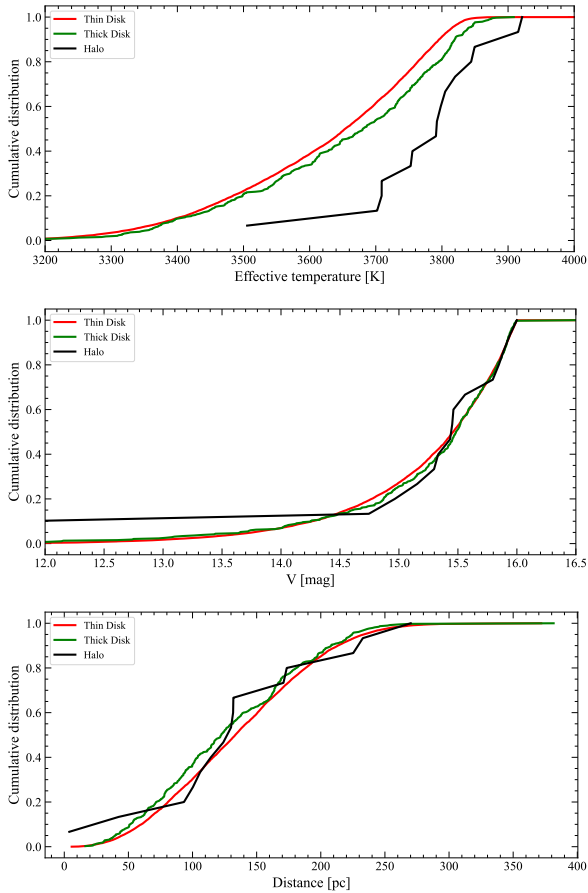 1.0
0.8
0.6
0.4
0.2
0.0
Cumulative distribution
Thin Disk
Thick Disk
Halo
3200 3300 3400 3500 3600 3700 3800 3900 4000
Effective temperature [K]
1.0
0.8
0.6
0.4
0.2
0.0
Cumulative distribution
Thin Disk
Thick Disk
Halo
12.0 12.5 13.0 13.5 14.0 14.5 15.0 15.5 16.0 16.5
V [mag]
1.0
0.8
0.6
0.4
0.2
0.0
Cumulative distribution
Thin Disk
Thick Disk
Halo
0 50 100 150 200 250 300 350 400
Distance [pc]